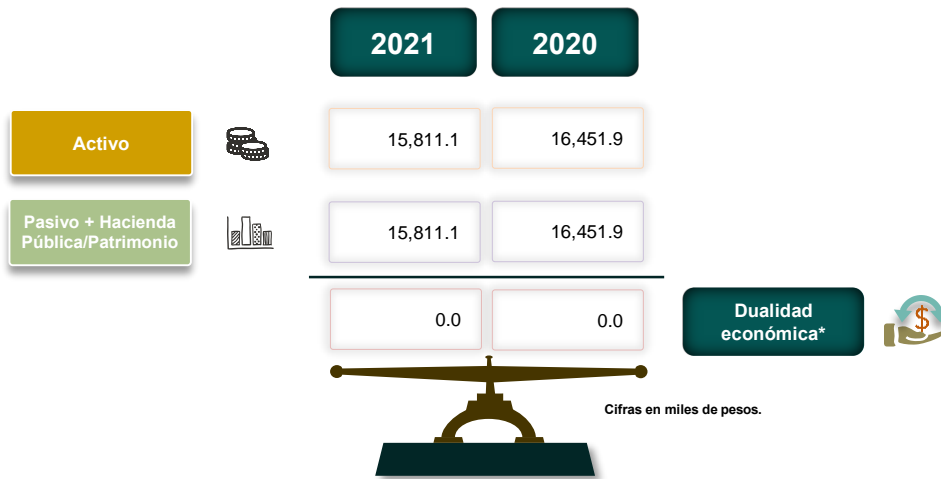 2021 2020
Activo 15,811.1 16,451.9
Pasivo + Hacienda
Pública/Patrimonio 15,811.1 16,451.9
0.0 0.0 Dualidad
económica*
Cifras en miles de pesos.